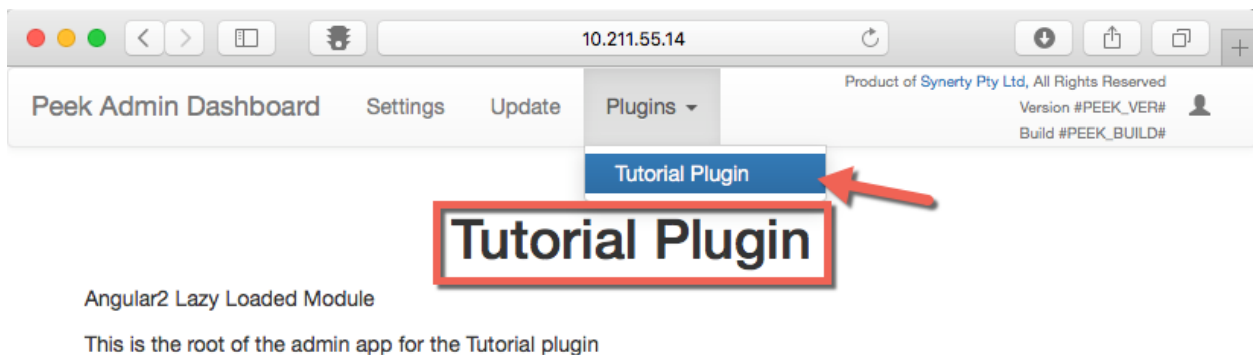 10.211.55.14
Peek Admin Dashboard Settings Update Plugins
Product of Synerty Pty Ltd, All Rights Reserved
Version #PEEK_VER#
Build #PEEK_BUILD#
Tutorial Plugin
Tutorial Plugin
Angular2 Lazy Loaded Module
This is the root of the admin app for the Tutorial plugin